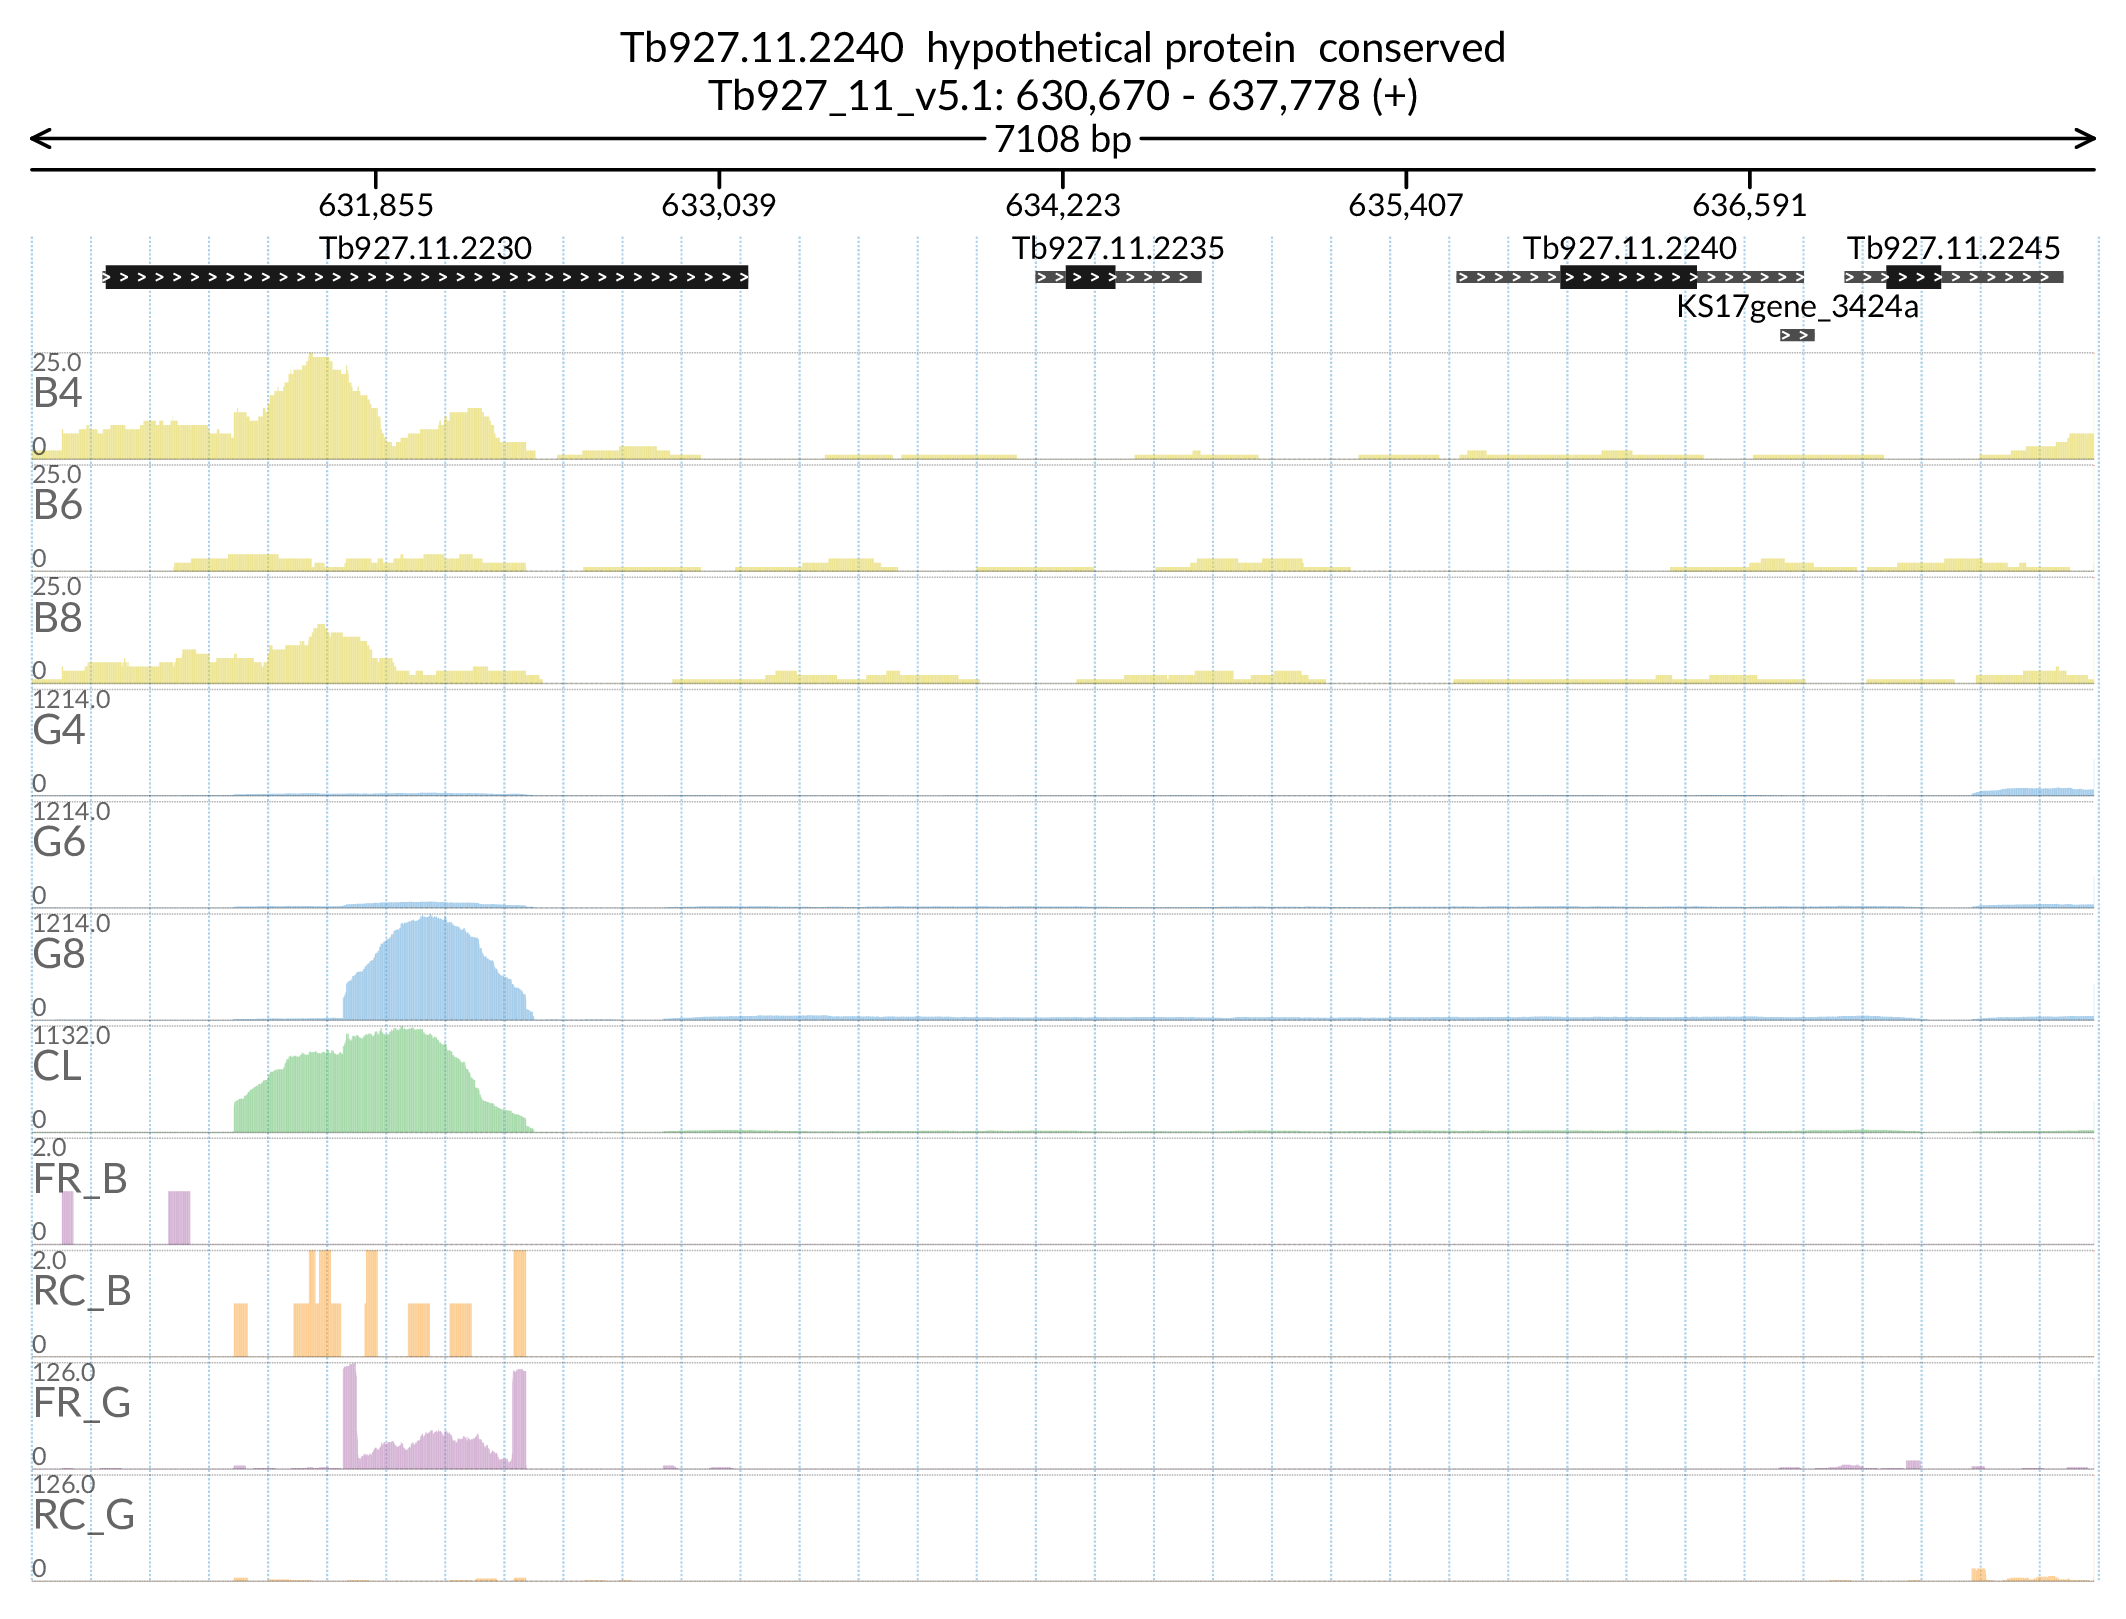 Tb927.11.2240  hypothetical protein  conserved
Tb927_11_v5.1: 630,670 - 637,778 (+)
7108 bp
631,855 633,039 634,223 635,407 636,591
Tb927.11.2230 Tb927.11.2235 Tb927.11.2240 Tb927.11.2245
KS17gene_3424a
25.0
B4
0
25.0
B6
0
25.0
B8
0
1214.0
G4
0
1214.0
G6
0
1214.0
G8
0
1132.0
CL
0
2.0
FR_B
0
2.0
RC_B
0
126.0
FR_G
0
126.0
RC_G
0